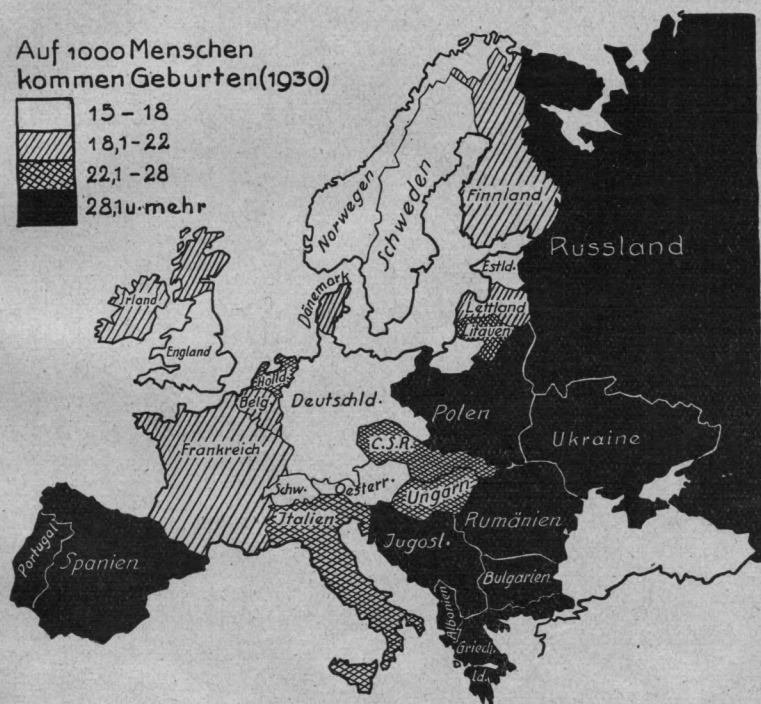 Auf 1000 Menschen
kommen Geburten (1930)
15 – 18
18,1 – 22
22,1 – 28
28,1 u. mehr
Norwegen
Schweden
Finnland
Russland
Estld.
Lettland
Litauen
Dänemark
Irland
England
Holld.
Belg.
Deutschld.
Polen
Ukraine
Frankreich
C.S.R.
Schw.
Oesterr.
Ungarn
Italien
Jugosl.
Rumänien
Bulgarien
Portugal
Spanien
Albanien
Griech.
ld.